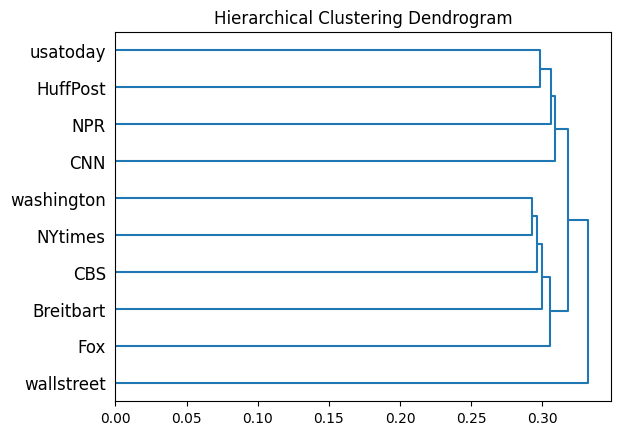 Hierarchical Clustering Dendrogram
usatoday
HuffPost
NPR
CNN
washington
NYtimes
CBS
Breitbart
Fox
wallstreet
0.00 0.05 0.10 0.15 0.20 0.25 0.30